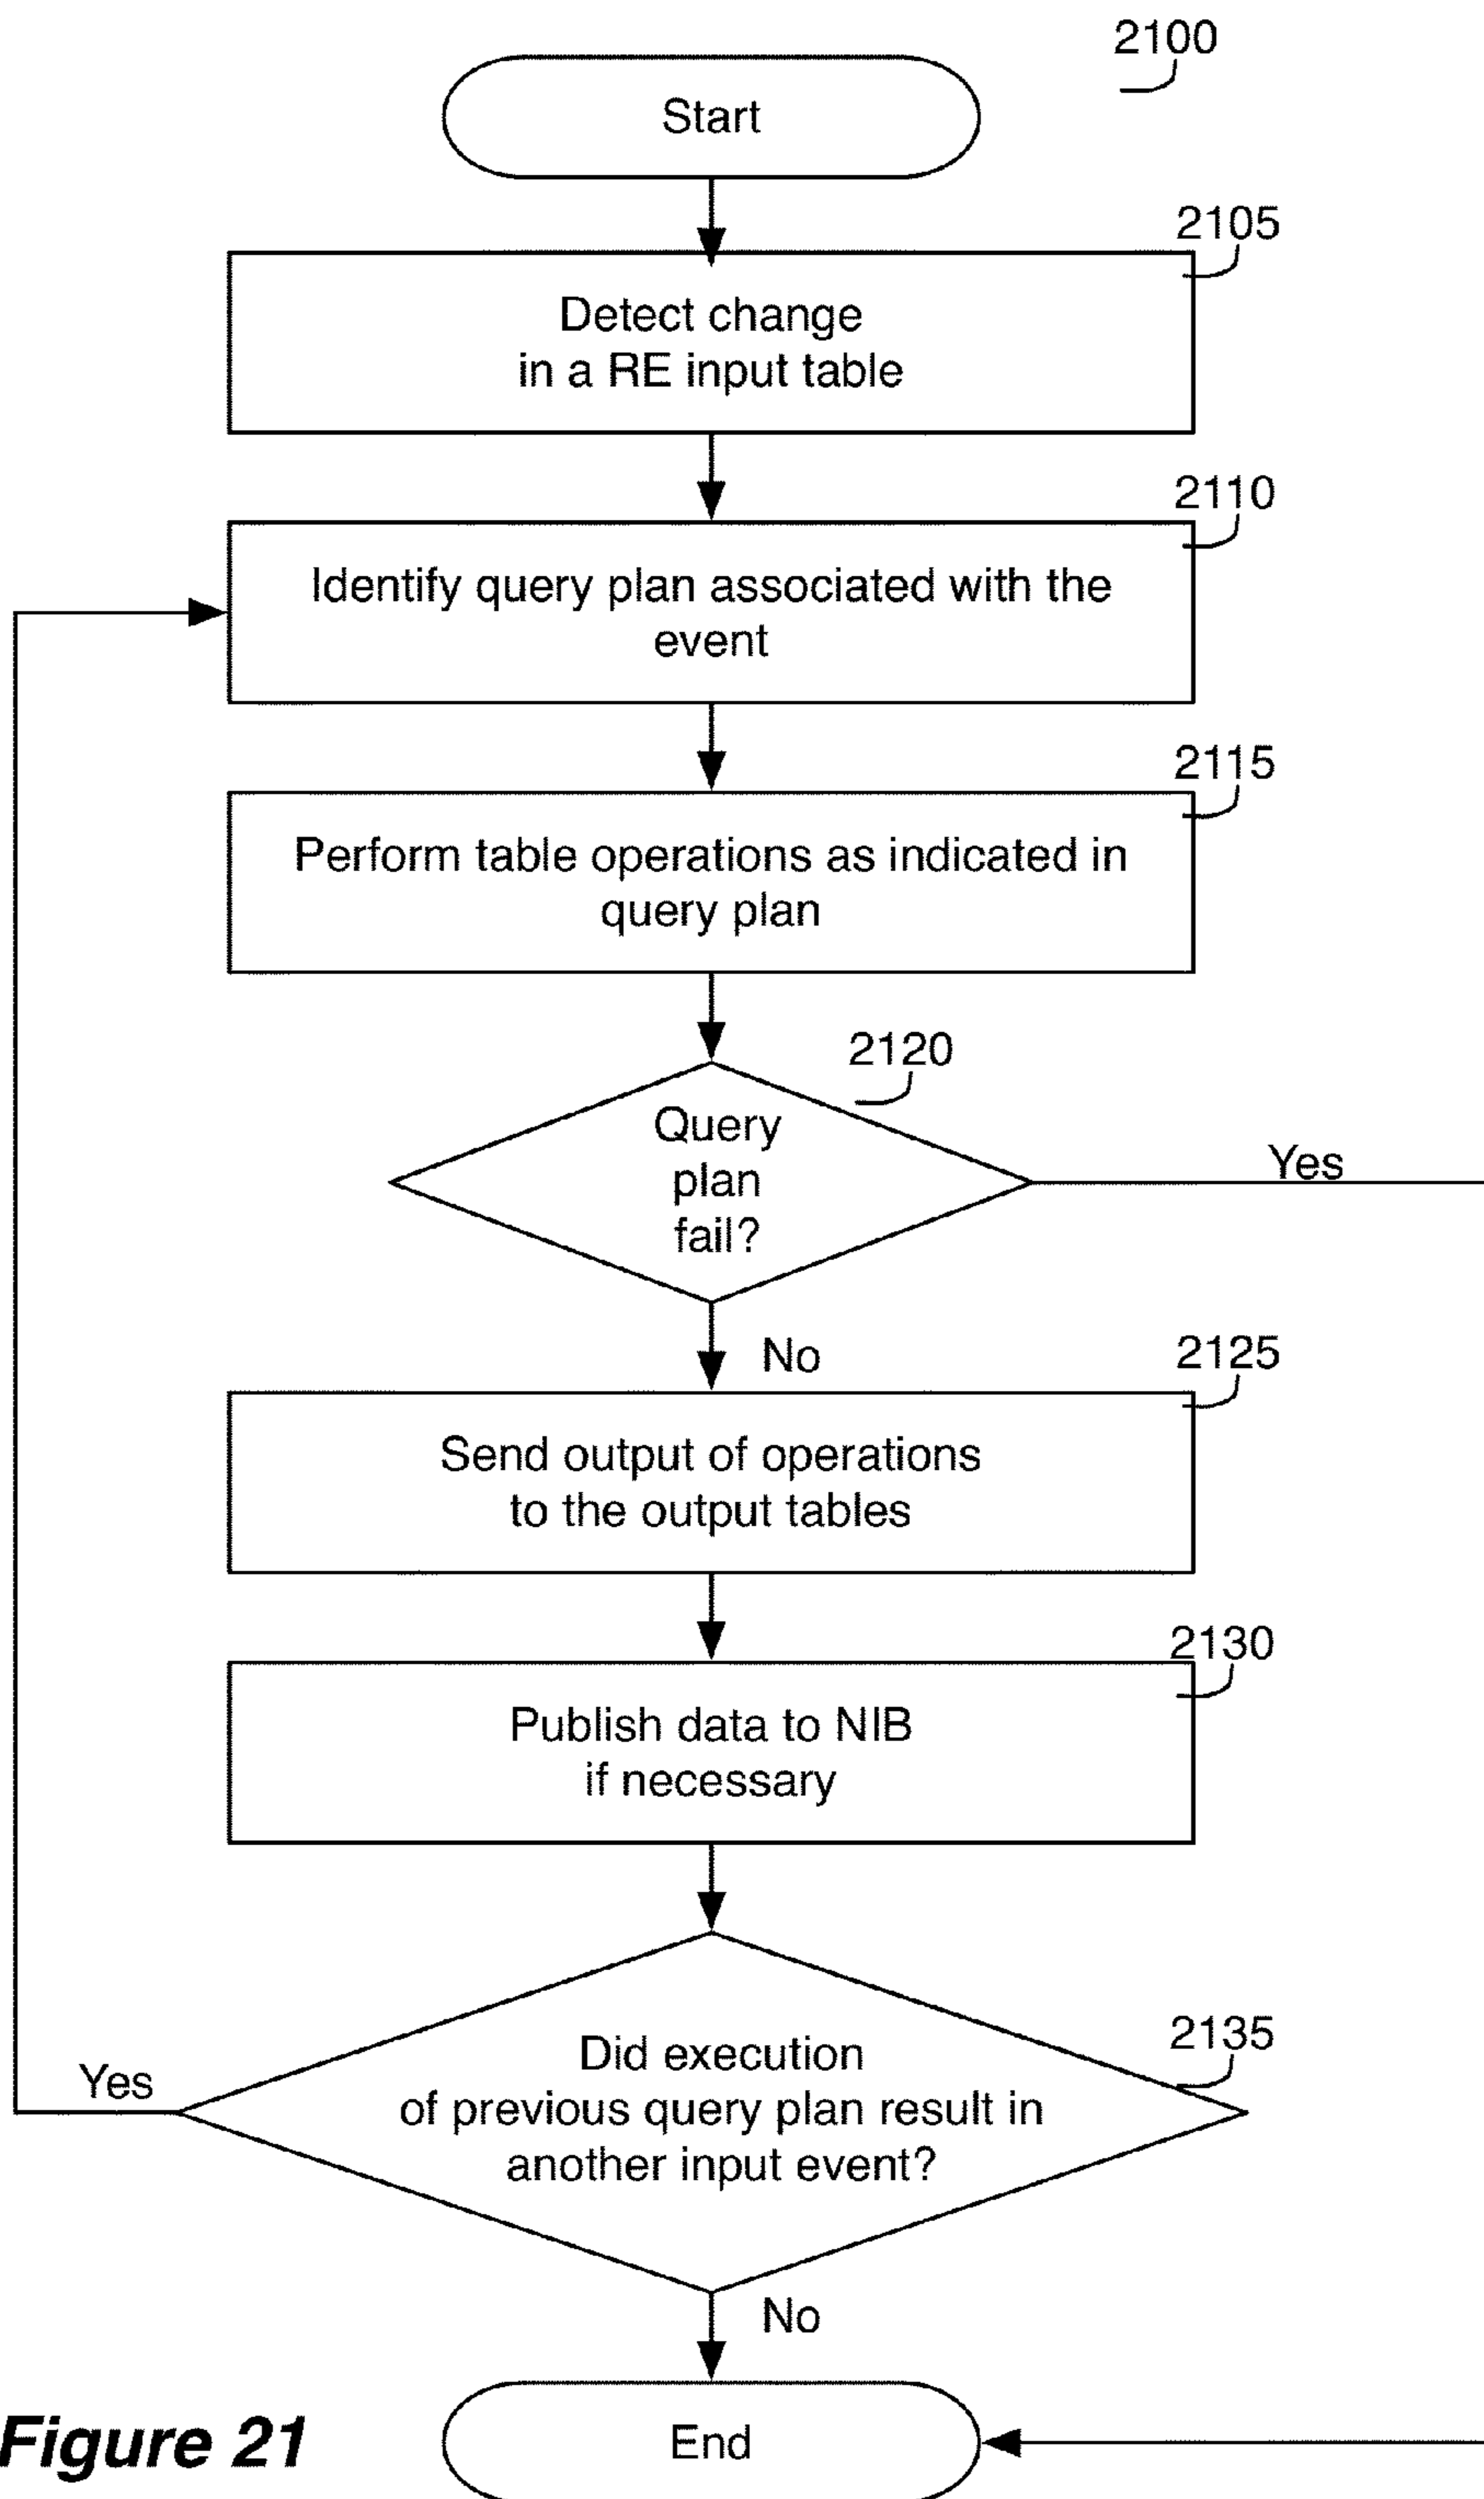 2100
Start
2105
Detect change
in a RE input table
2110
Identify query plan associated with the
event
2115
Perform table operations as indicated in
query plan
2120
Query
plan
fail?
Yes
No
2125
Send output of operations
to the output tables
2130
Publish data to NIB
if necessary
2135
Did execution
of previous query plan result in
another input event?
Yes
No
End
Figure 21